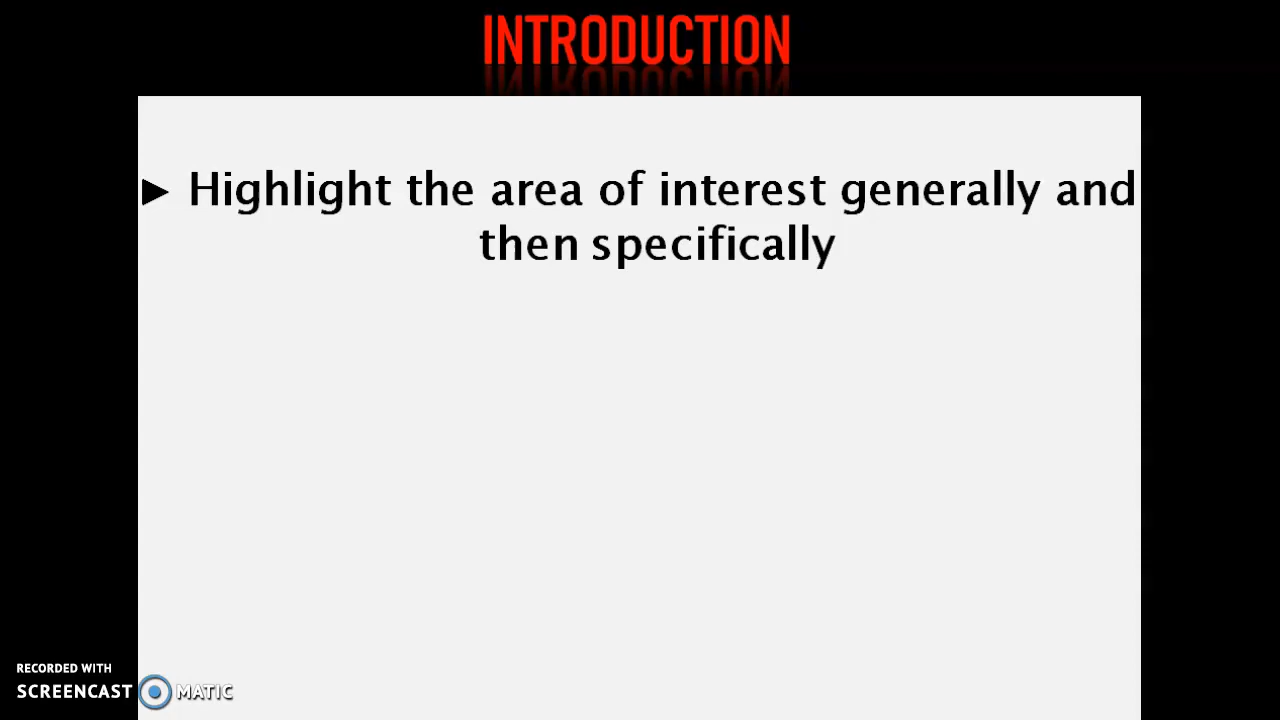 INTRODUCTION
► Highlight the area of interest generally and
then specifically
RECORDED WITH
SCREENCAST MATIC